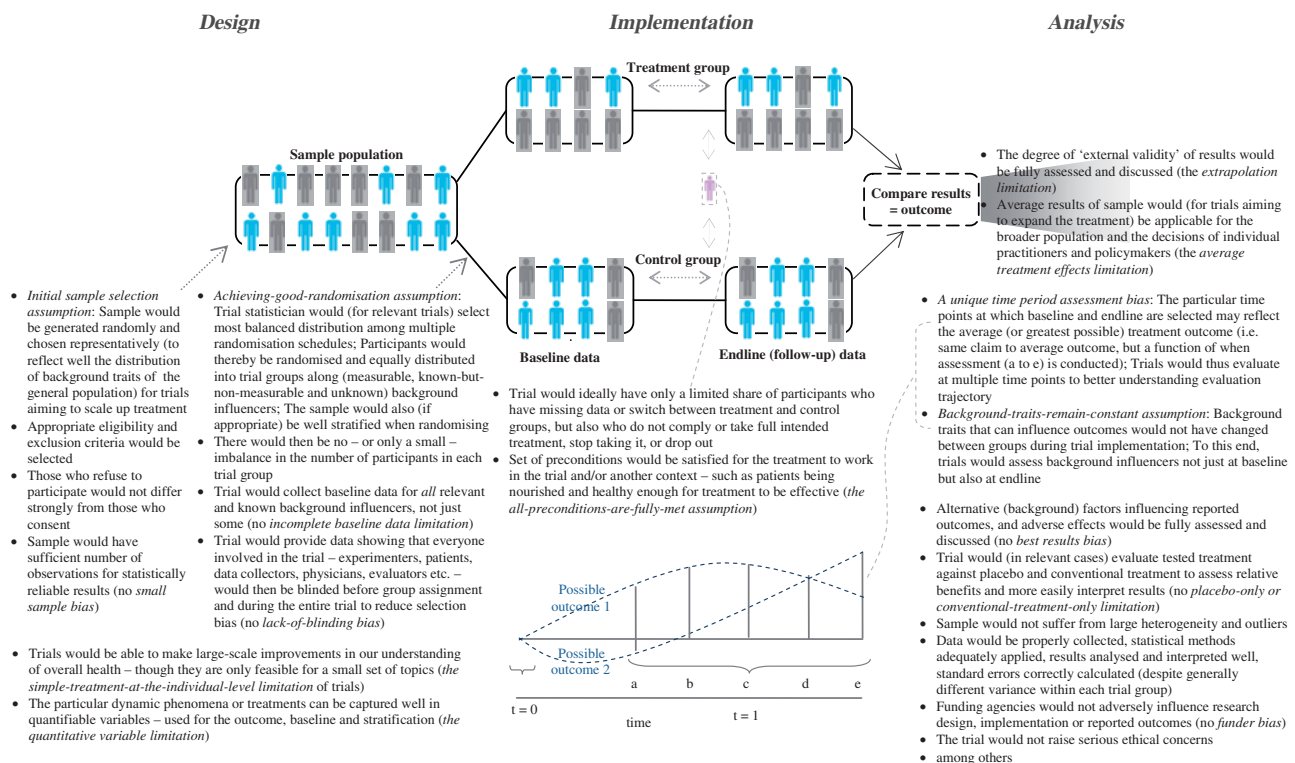 Design
Implementation
Analysis
Treatment group
Sample population
Compare results
= outcome
Control group
Baseline data
Endline (follow-up) data
• Initial sample selection
assumption: Sample would
be generated randomly and
chosen representatively (to
reflect well the distribution
of background traits of the
general population) for trials
aiming to scale up treatment
• Appropriate eligibility and
exclusion criteria would be
selected
• Those who refuse to
participate would not differ
strongly from those who
consent
• Sample would have
sufficient number of
observations for statistically
reliable results (no small
sample bias)
• Achieving-good-randomisation assumption:
Trial statistician would (for relevant trials) select
most balanced distribution among multiple
randomisation schedules; Participants would
thereby be randomised and equally distributed
into trial groups along (measurable, known-but-
non-measurable and unknown) background
influencers; The sample would also (if
appropriate) be well stratified when randomising
• There would then be no – or only a small –
imbalance in the number of participants in each
trial group
• Trial would collect baseline data for all relevant
and known background influencers, not just
some (no incomplete baseline data limitation)
• Trial would provide data showing that everyone
involved in the trial – experimenters, patients,
data collectors, physicians, evaluators etc. –
would then be blinded before group assignment
and during the entire trial to reduce selection
bias (no lack-of-blinding bias)
• Trials would be able to make large-scale improvements in our understanding
of overall health – though they are only feasible for a small set of topics (the
simple-treatment-at-the-individual-level limitation of trials)
• The particular dynamic phenomena or treatments can be captured well in
quantifiable variables – used for the outcome, baseline and stratification (the
quantitative variable limitation)
• Trial would ideally have only a limited share of participants who
have missing data or switch between treatment and control
groups, but also who do not comply or take full intended
treatment, stop taking it, or drop out
• Set of preconditions would be satisfied for the treatment to work
in the trial and/or another context – such as patients being
nourished and healthy enough for treatment to be effective (the
all-preconditions-are-fully-met assumption)
Possible
outcome 1
Possible
outcome 2
a
b
c
d
e
t = 0
time
t = 1
• The degree of ‘external validity’ of results would
be fully assessed and discussed (the extrapolation
limitation)
• Average results of sample would (for trials aiming
to expand the treatment) be applicable for the
broader population and the decisions of individual
practitioners and policymakers (the average
treatment effects limitation)
• A unique time period assessment bias: The particular time
points at which baseline and endline are selected may reflect
the average (or greatest possible) treatment outcome (i.e.
same claim to average outcome, but a function of when
assessment (a to e) is conducted); Trials would thus evaluate
at multiple time points to better understanding evaluation
trajectory
• Background-traits-remain-constant assumption: Background
traits that can influence outcomes would not have changed
between groups during trial implementation; To this end,
trials would assess background influencers not just at baseline
but also at endline
• Alternative (background) factors influencing reported
outcomes, and adverse effects would be fully assessed and
discussed (no best results bias)
• Trial would (in relevant cases) evaluate tested treatment
against placebo and conventional treatment to assess relative
benefits and more easily interpret results (no placebo-only or
conventional-treatment-only limitation)
• Sample would not suffer from large heterogeneity and outliers
• Data would be properly collected, statistical methods
adequately applied, results analysed and interpreted well,
standard errors correctly calculated (despite generally
different variance within each trial group)
• Funding agencies would not adversely influence research
design, implementation or reported outcomes (no funder bias)
• The trial would not raise serious ethical concerns
• among others